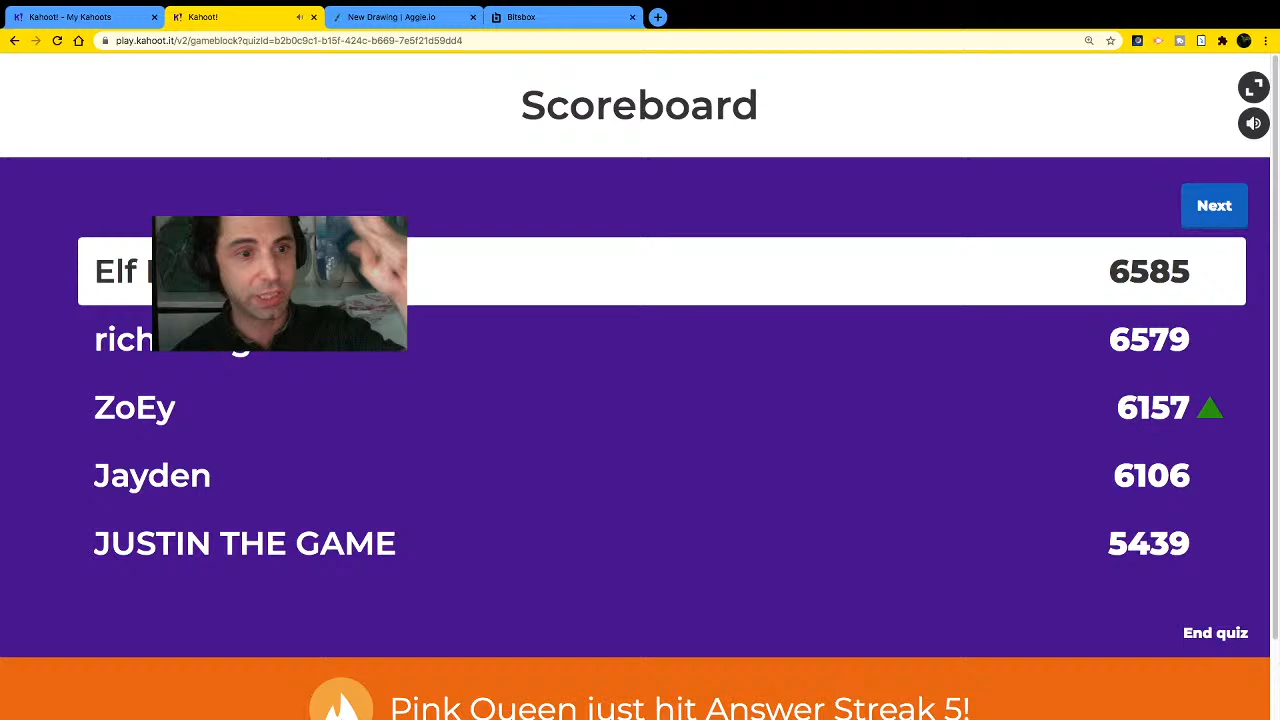 Kahoot! - My Kahoots
Kahoot!
New Drawing | Aggie.io
Bitsbox
play.kahoot.it/v2/gameblock?quizId=b2b0c9c1-b15f-424c-b669-7e5f21d59dd4
Scoreboard
Next
Elf 6585
6579
ZoEy 6157
Jayden 6106
JUSTIN THE GAME 5439
End quiz
Pink Queen just hit Answer Streak 5!